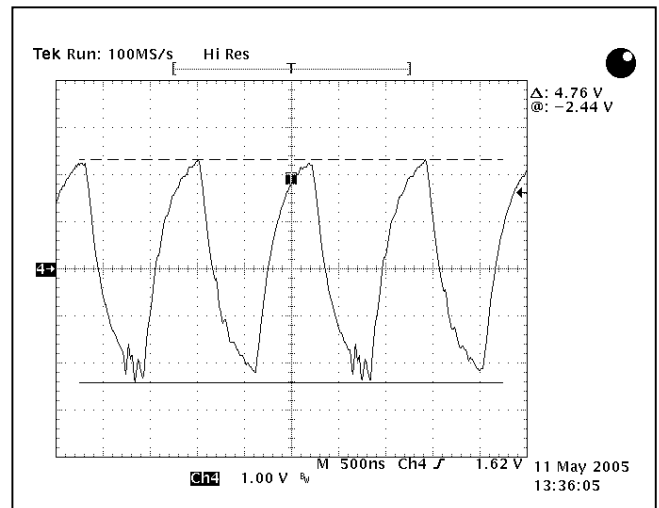 Tek Run: 100MS/s Hi Res
T
Δ: 4.76 V
@: −2.44 V
4→
M 500ns Ch4 ƒ 1.62 V
Ch4 1.00 V BW
11 May 2005
13:36:05